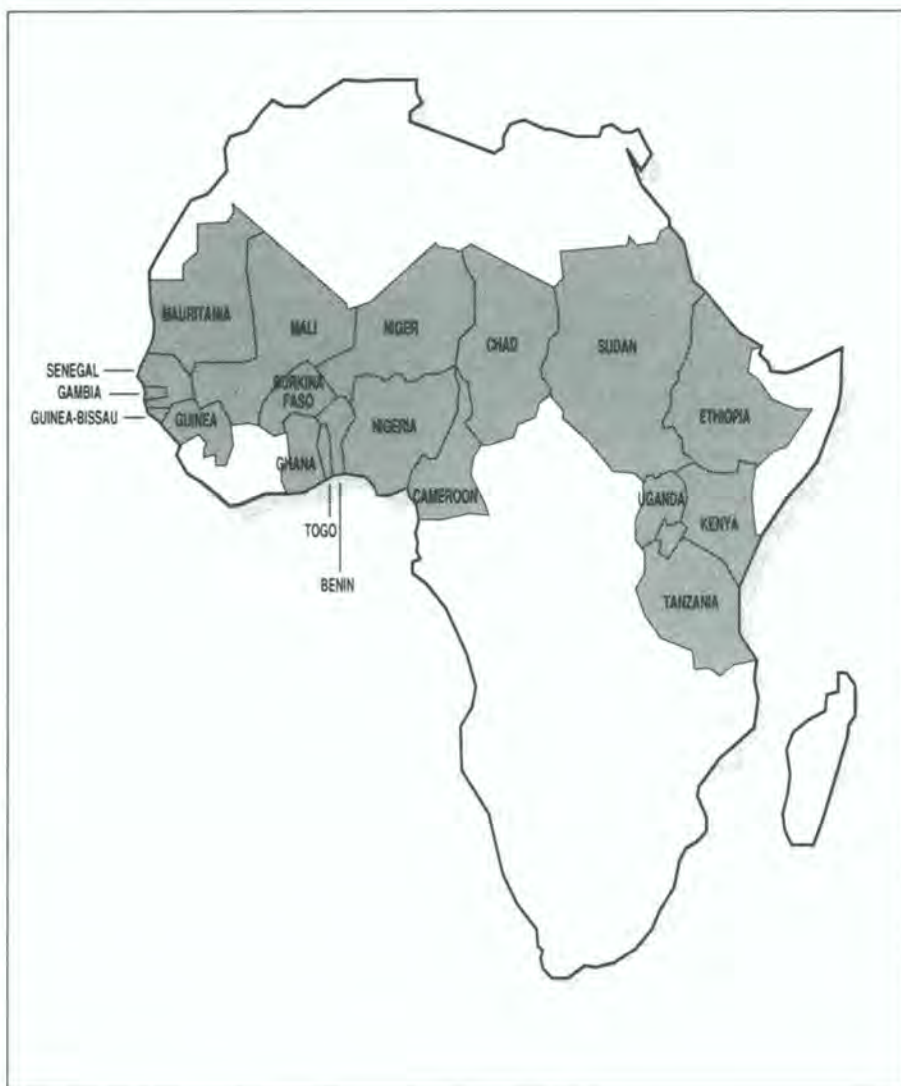 MAURITANIA
MALI
NIGER
CHAD
SUDAN
SENEGAL
GAMBIA
GUINEA-BISSAU
GUINEA
BURKINA
FASO
NIGERIA
ETHIOPIA
GHANA
CAMEROON
UGANDA
KENYA
TOGO
BENIN
TANZANIA